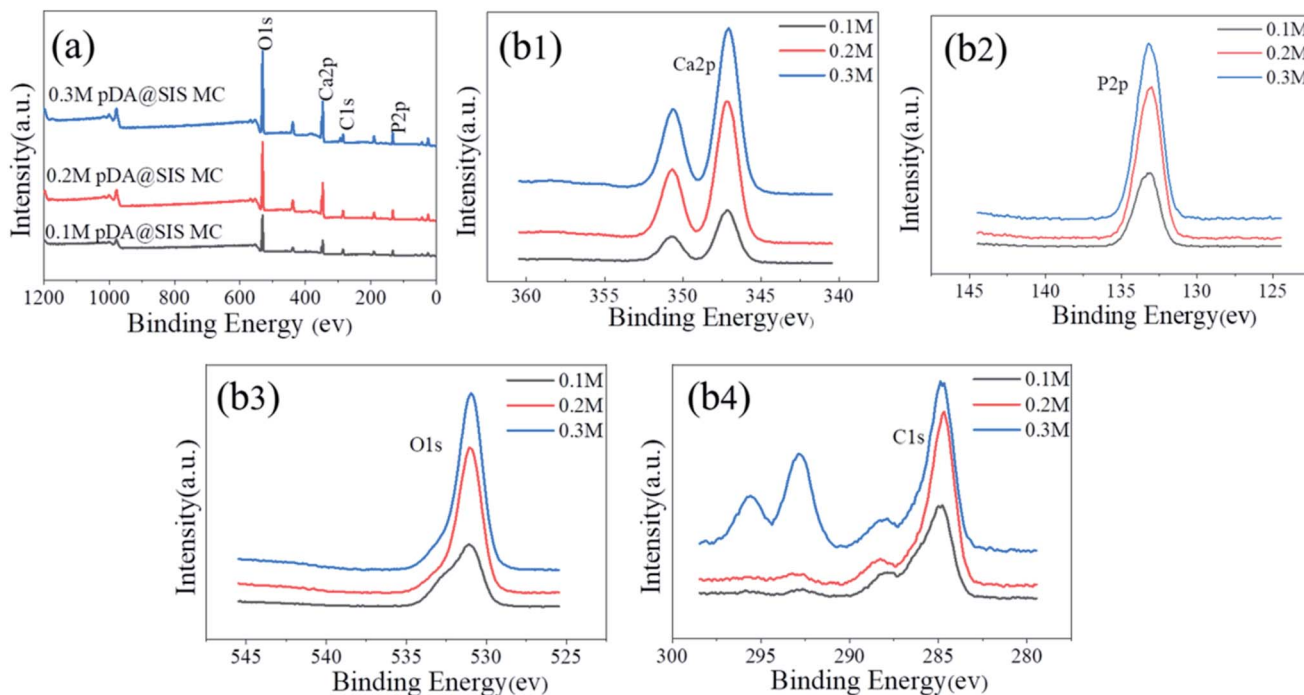 (a)
O1s
Ca2p
C1s
P2p
0.3M pDA@SIS MC
0.2M pDA@SIS MC
0.1M pDA@SIS MC
Intensity(a.u.)
1200 1000 800 600 400 200 0
Binding Energy (ev)
(b1)
Ca2p
0.1M
0.2M
0.3M
Intensity(a.u.)
360 355 350 345 340
Binding Energy(ev)
(b2)
P2p
0.1M
0.2M
0.3M
Intensity(a.u.)
145 140 135 130 125
Binding Energy(ev)
(b3)
O1s
0.1M
0.2M
0.3M
Intensity(a.u.)
545 540 535 530 525
Binding Energy(ev)
(b4)
C1s
0.1M
0.2M
0.3M
Intensity(a.u.)
300 295 290 285 280
Binding Energy(ev)